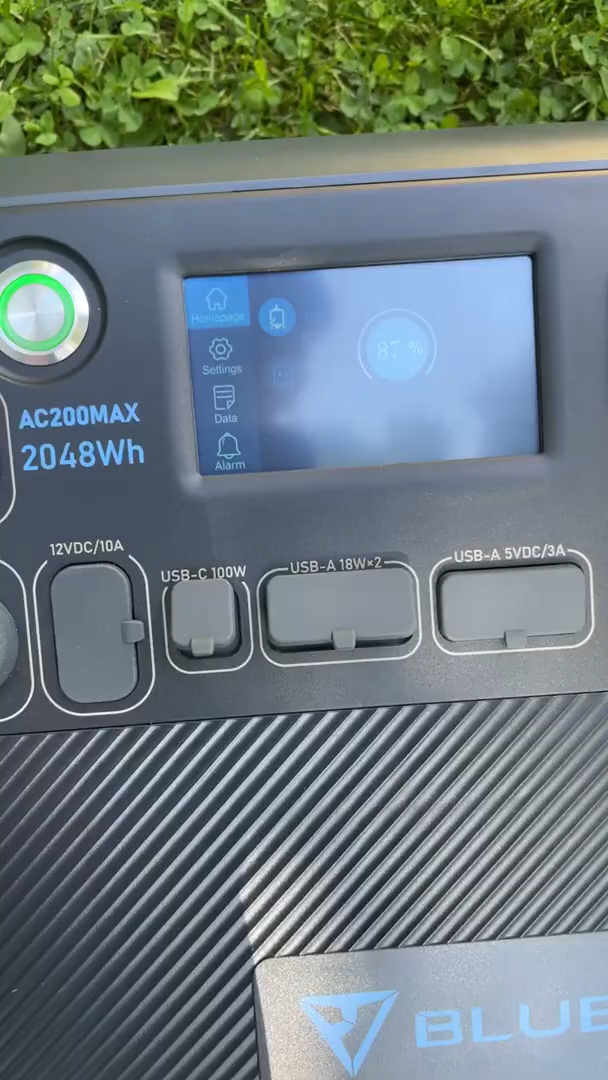 Homepage
87 %
Settings
Data
Alarm
AC200MAX
2048Wh
12VDC/10A
USB-C 100W
USB-A 18W×2
USB-A 5VDC/3A
BLUE